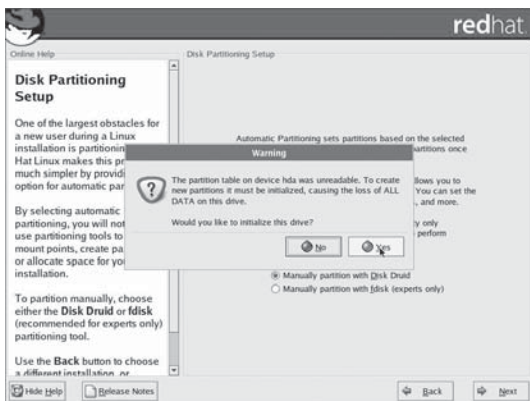 redhat
Online Help
Disk Partitioning Setup
Disk Partitioning
Setup
One of the largest obstacles for
a new user during a Linux
installation is partitioning
Hat Linux makes this pr
much simpler by providi
option for automatic par
By selecting automatic
partitioning, you will not
use partitioning tools to
mount points, create pa
or allocate space for you
installation.
To partition manually, choose
either the Disk Druid or fdisk
(recommended for experts only)
partitioning tool.
Use the Back button to choose
a different installation, or
Automatic Partitioning sets partitions based on the selected
partitions once
allows you to
You can set the
, and more.
only
perform
Warning
The partition table on device hda was unreadable. To create
new partitions it must be initialized, causing the loss of ALL
DATA on this drive.
Would you like to initialize this drive?
No
Yes
Manually partition with Disk Druid
Manually partition with fdisk (experts only)
Hide Help
Release Notes
Back
Next